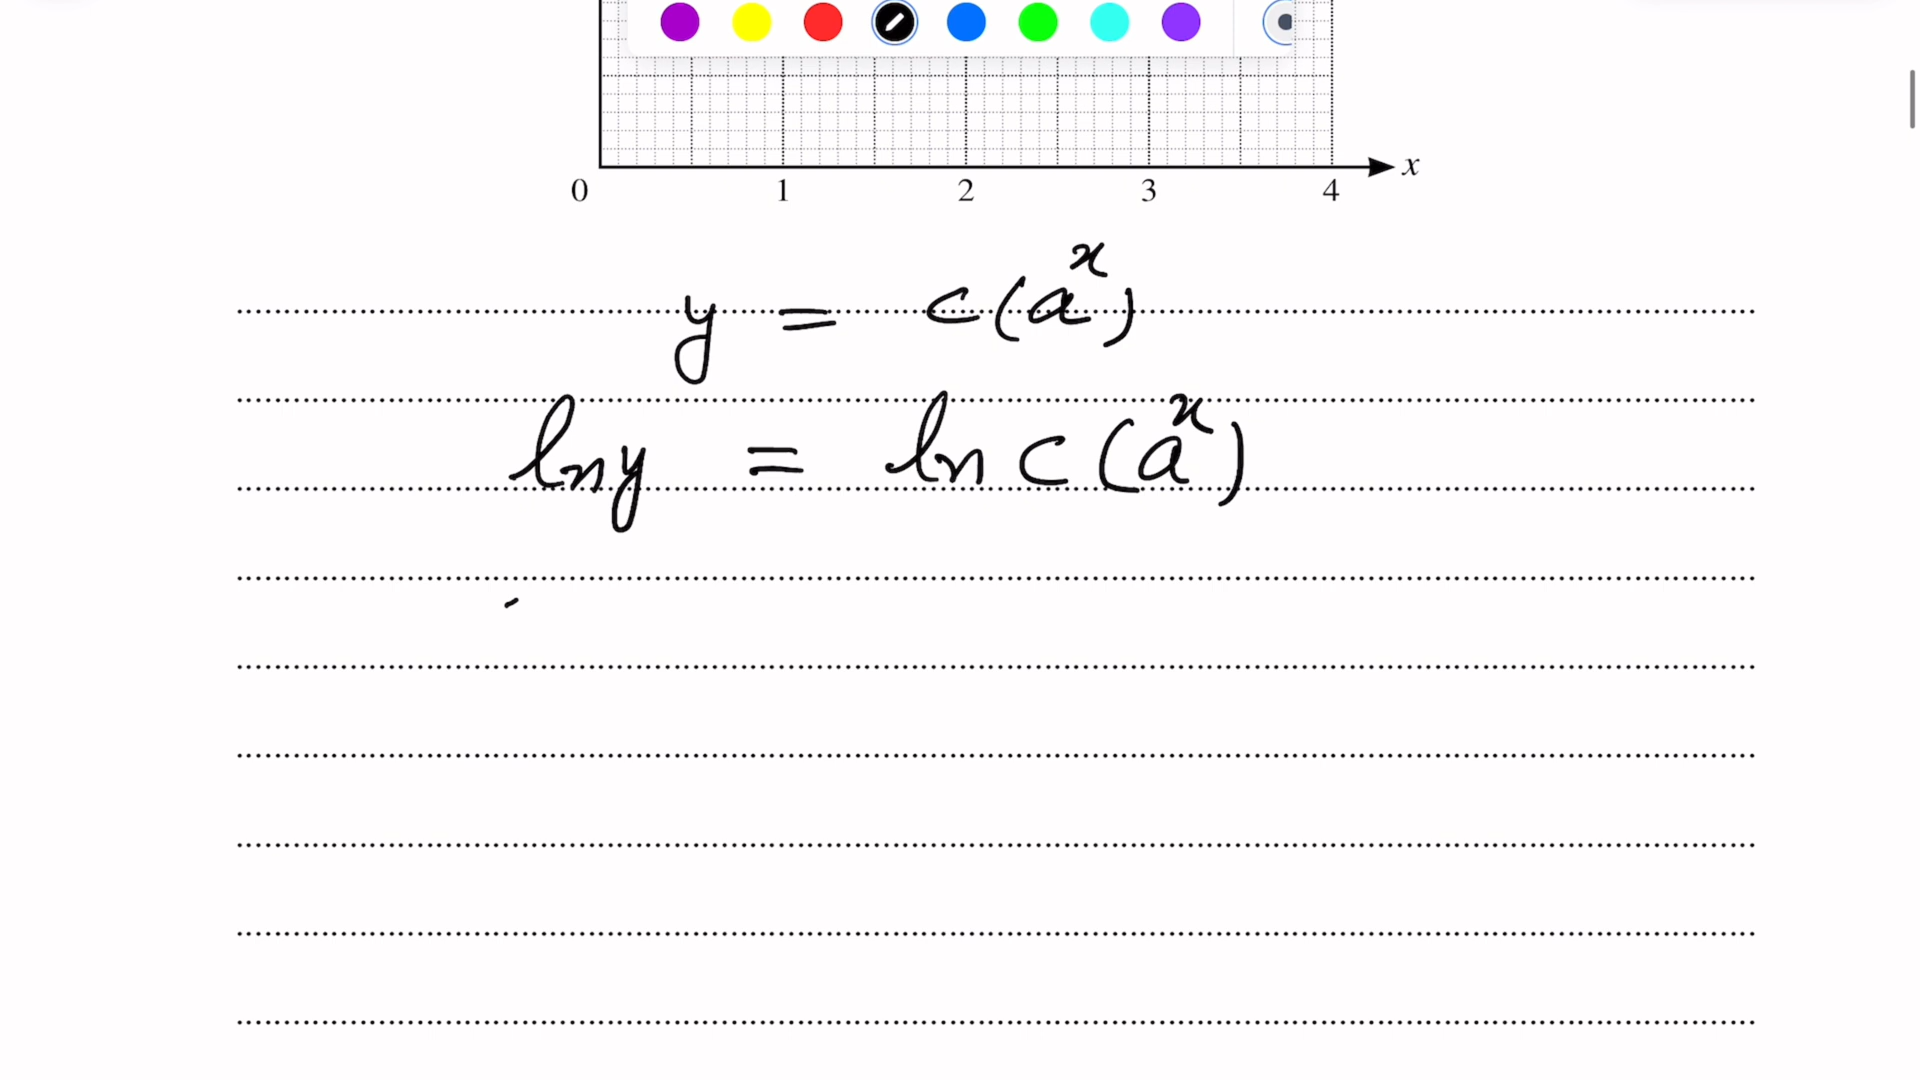 x
0 1 2 3 4
y = c(a^x)
ln y = ln c(a^x)